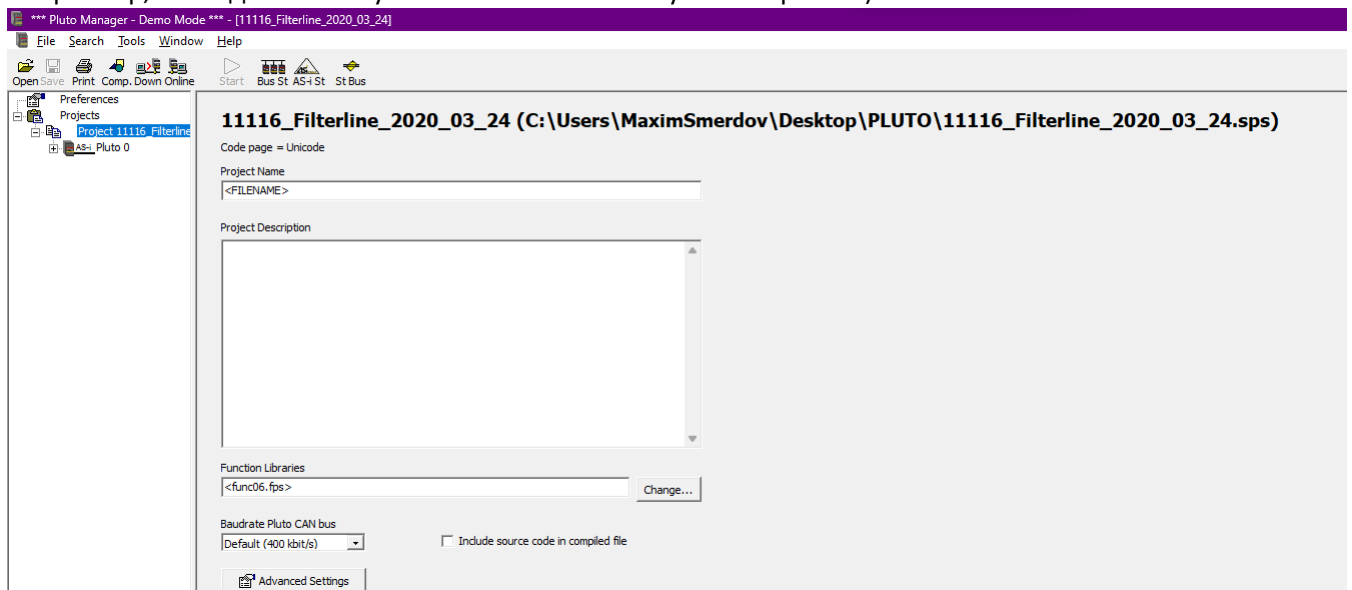 *** Pluto Manager - Demo Mode *** - [11116_Filterline_2020_03_24]
File Search Tools Window Help
Open Save Print Comp. Down Online Start Bus St AS-i St St Bus
Preferences
Projects
Project 11116_Filterline
AS-i Pluto 0
11116_Filterline_2020_03_24 (C:\Users\MaximSmerdov\Desktop\PLUTO\11116_Filterline_2020_03_24.sps)
Code page = Unicode
Project Name
<FILENAME>
Project Description
Function Libraries
<func06.fps>
Change...
Baudrate Pluto CAN bus
Default (400 kbit/s)
Include source code in compiled file
Advanced Settings